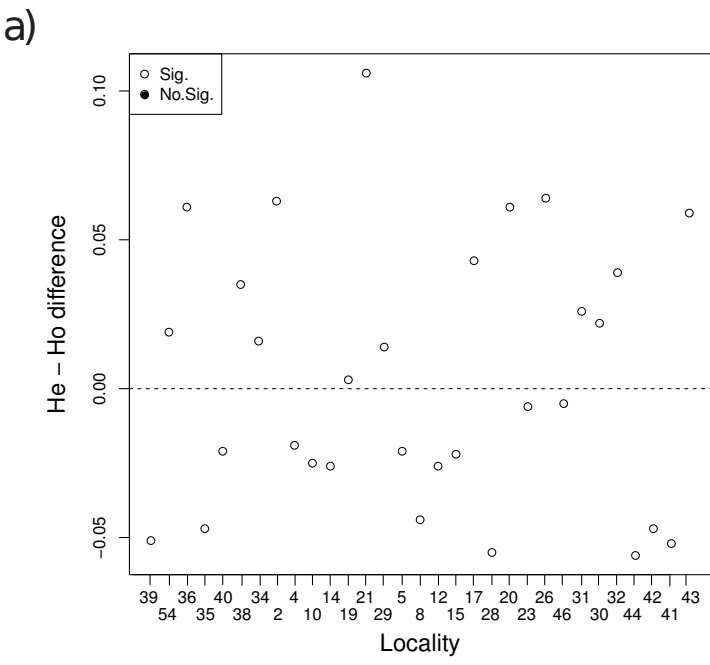 a)
Sig.
No.Sig.
He − Ho difference
0.10
0.05
0.00
−0.05
39 36 40 34 4 14 21 5 12 17 20 26 31 32 42 43
54 35 38 2 10 19 29 8 15 28 23 46 30 44 41
Locality